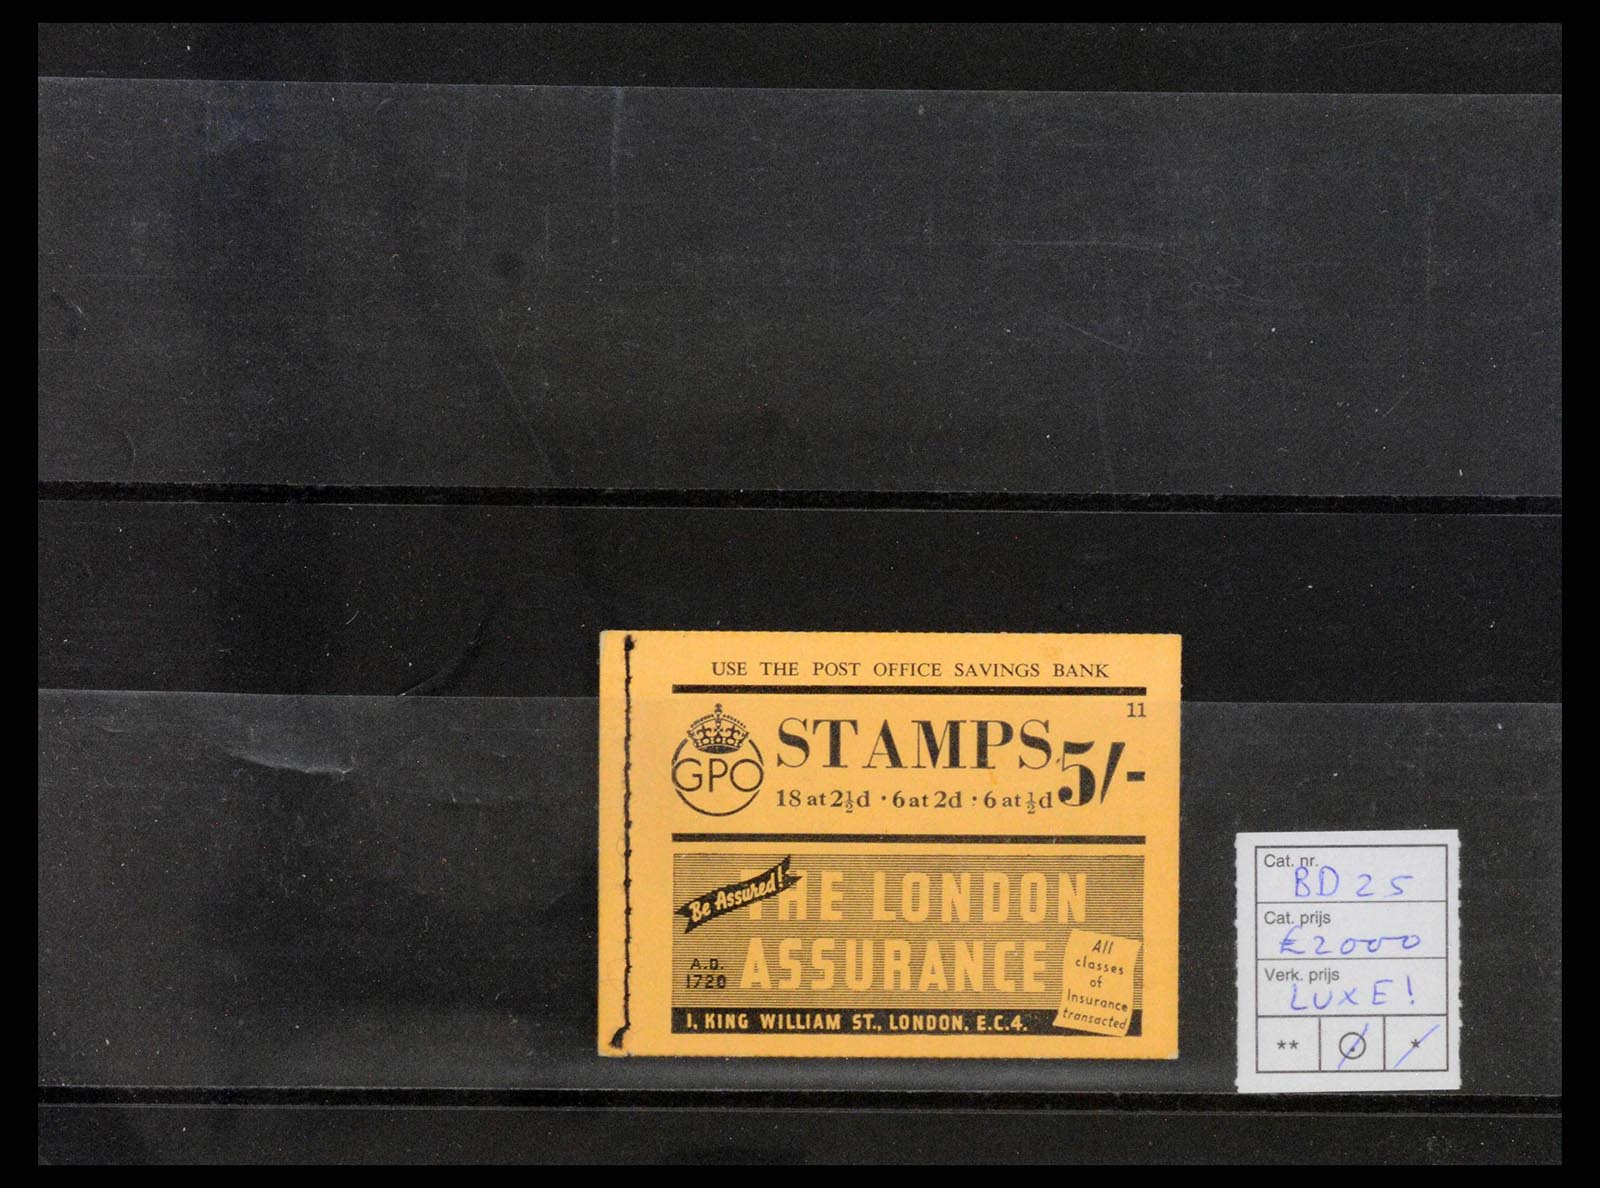 USE THE POST OFFICE SAVINGS BANK
11
GPO
STAMPS 5/-
18 at 2½d · 6 at 2d : 6 at ½d
Be Assured!
THE LONDON
ASSURANCE
A.D.
1720
All
classes
of
Insurance
transacted
1, KING WILLIAM ST., LONDON. E.C.4.
Cat. nr.
BD 25
Cat. prijs
£2000
Verk. prijs
LUXE!
** *